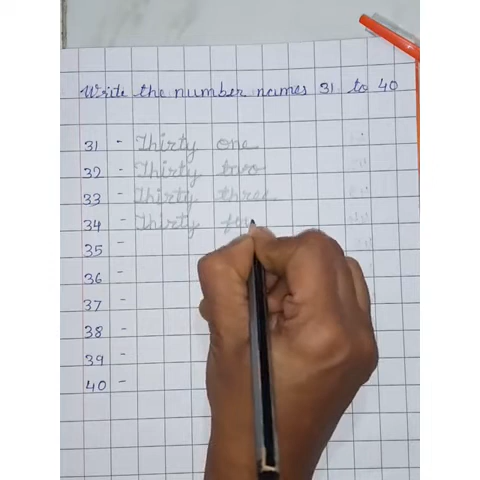 Write the number names 31 to 40
31 - Thirty one
32 - Thirty two
33 - Thirty three
34 - Thirty fo
35 -
36 -
37 -
38 -
39 -
40 -